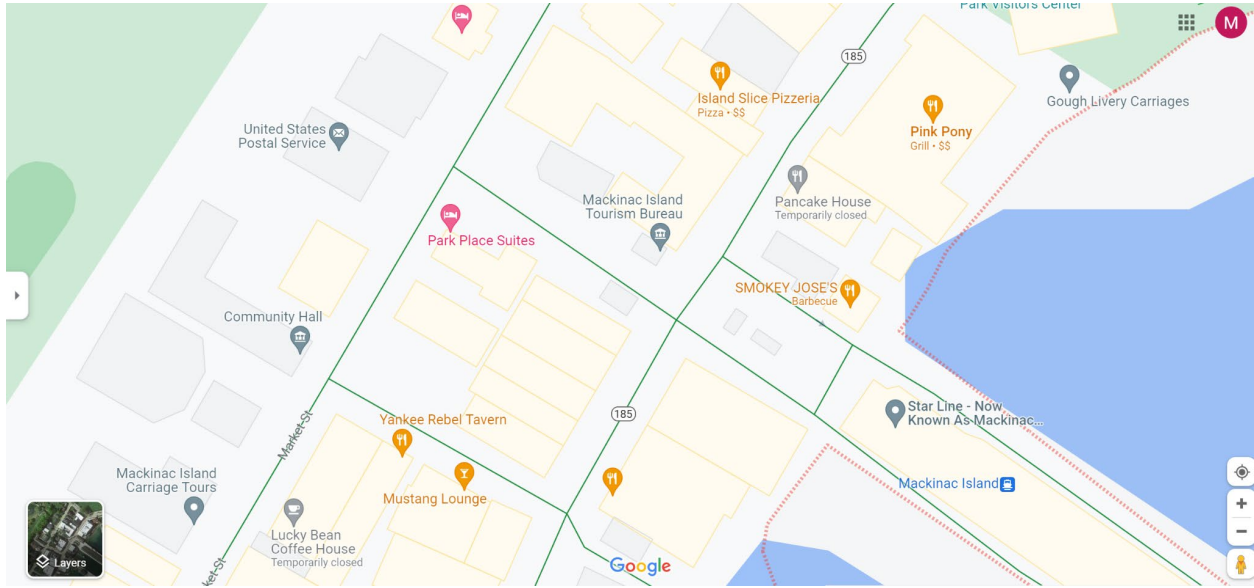 Park Visitors Center
M
185
Gough Livery Carriages
Island Slice Pizzeria
Pizza • $$
Pink Pony
Grill • $$
United States
Postal Service
Pancake House
Temporarily closed
Mackinac Island
Tourism Bureau
Park Place Suites
SMOKEY JOSE'S
Barbecue
Community Hall
185
Star Line - Now
Known As Mackinac...
Yankee Rebel Tavern
Market St
Mackinac Island
Carriage Tours
Mustang Lounge
Mackinac Island
Lucky Bean
Coffee House
Temporarily closed
Layers
Google